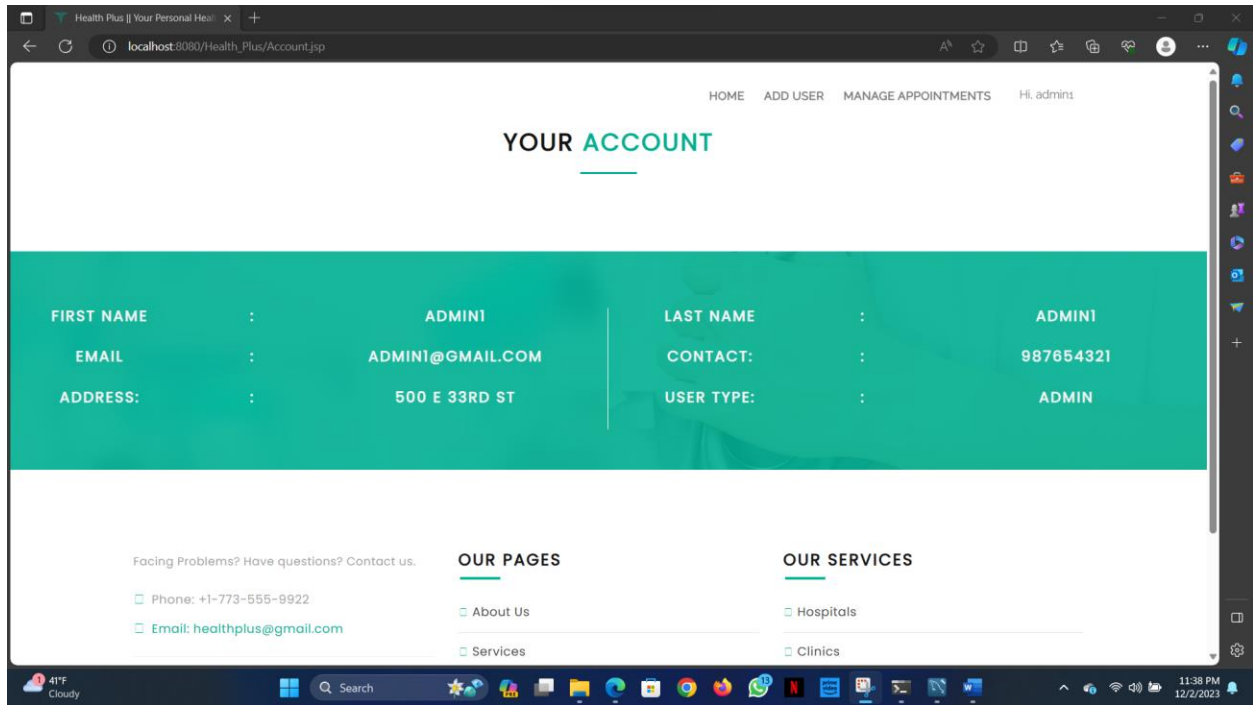 Health Plus || Your Personal Heal
localhost:8080/Health_Plus/Account.jsp
HOME ADD USER MANAGE APPOINTMENTS Hi, admin1
YOUR ACCOUNT
FIRST NAME : ADMIN1 LAST NAME : ADMIN1
EMAIL : ADMIN1@GMAIL.COM CONTACT: : 987654321
ADDRESS: : 500 E 33RD ST USER TYPE: : ADMIN
Facing Problems? Have questions? Contact us.
Phone: +1-773-555-9922
Email: healthplus@gmail.com
OUR PAGES
About Us
Services
OUR SERVICES
Hospitals
Clinics
1
41°F
Cloudy
Search
13
11:38 PM
12/2/2023